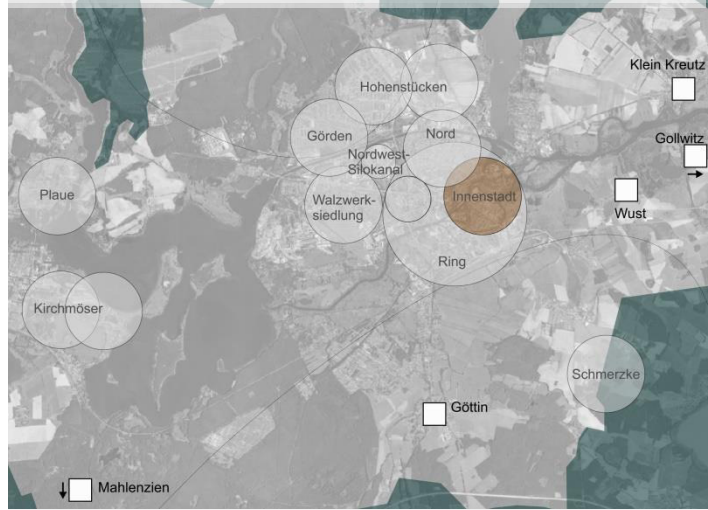 Klein Kreutz
Hohenstücken
Görden
Nord
Gollwitz
Nordwest-
Silokanal
Plaue
Walzwerk-
siedlung
Innenstadt
Wust
Ring
Kirchmöser
Schmerzke
Göttin
Mahlenzien